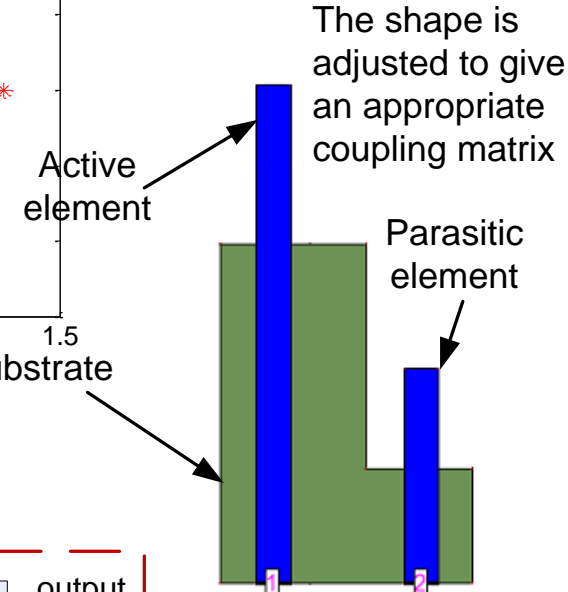 The shape is
adjusted to give
an appropriate
coupling matrix
Active
element
Parasitic
element
1.5
bstrate
output
1
2